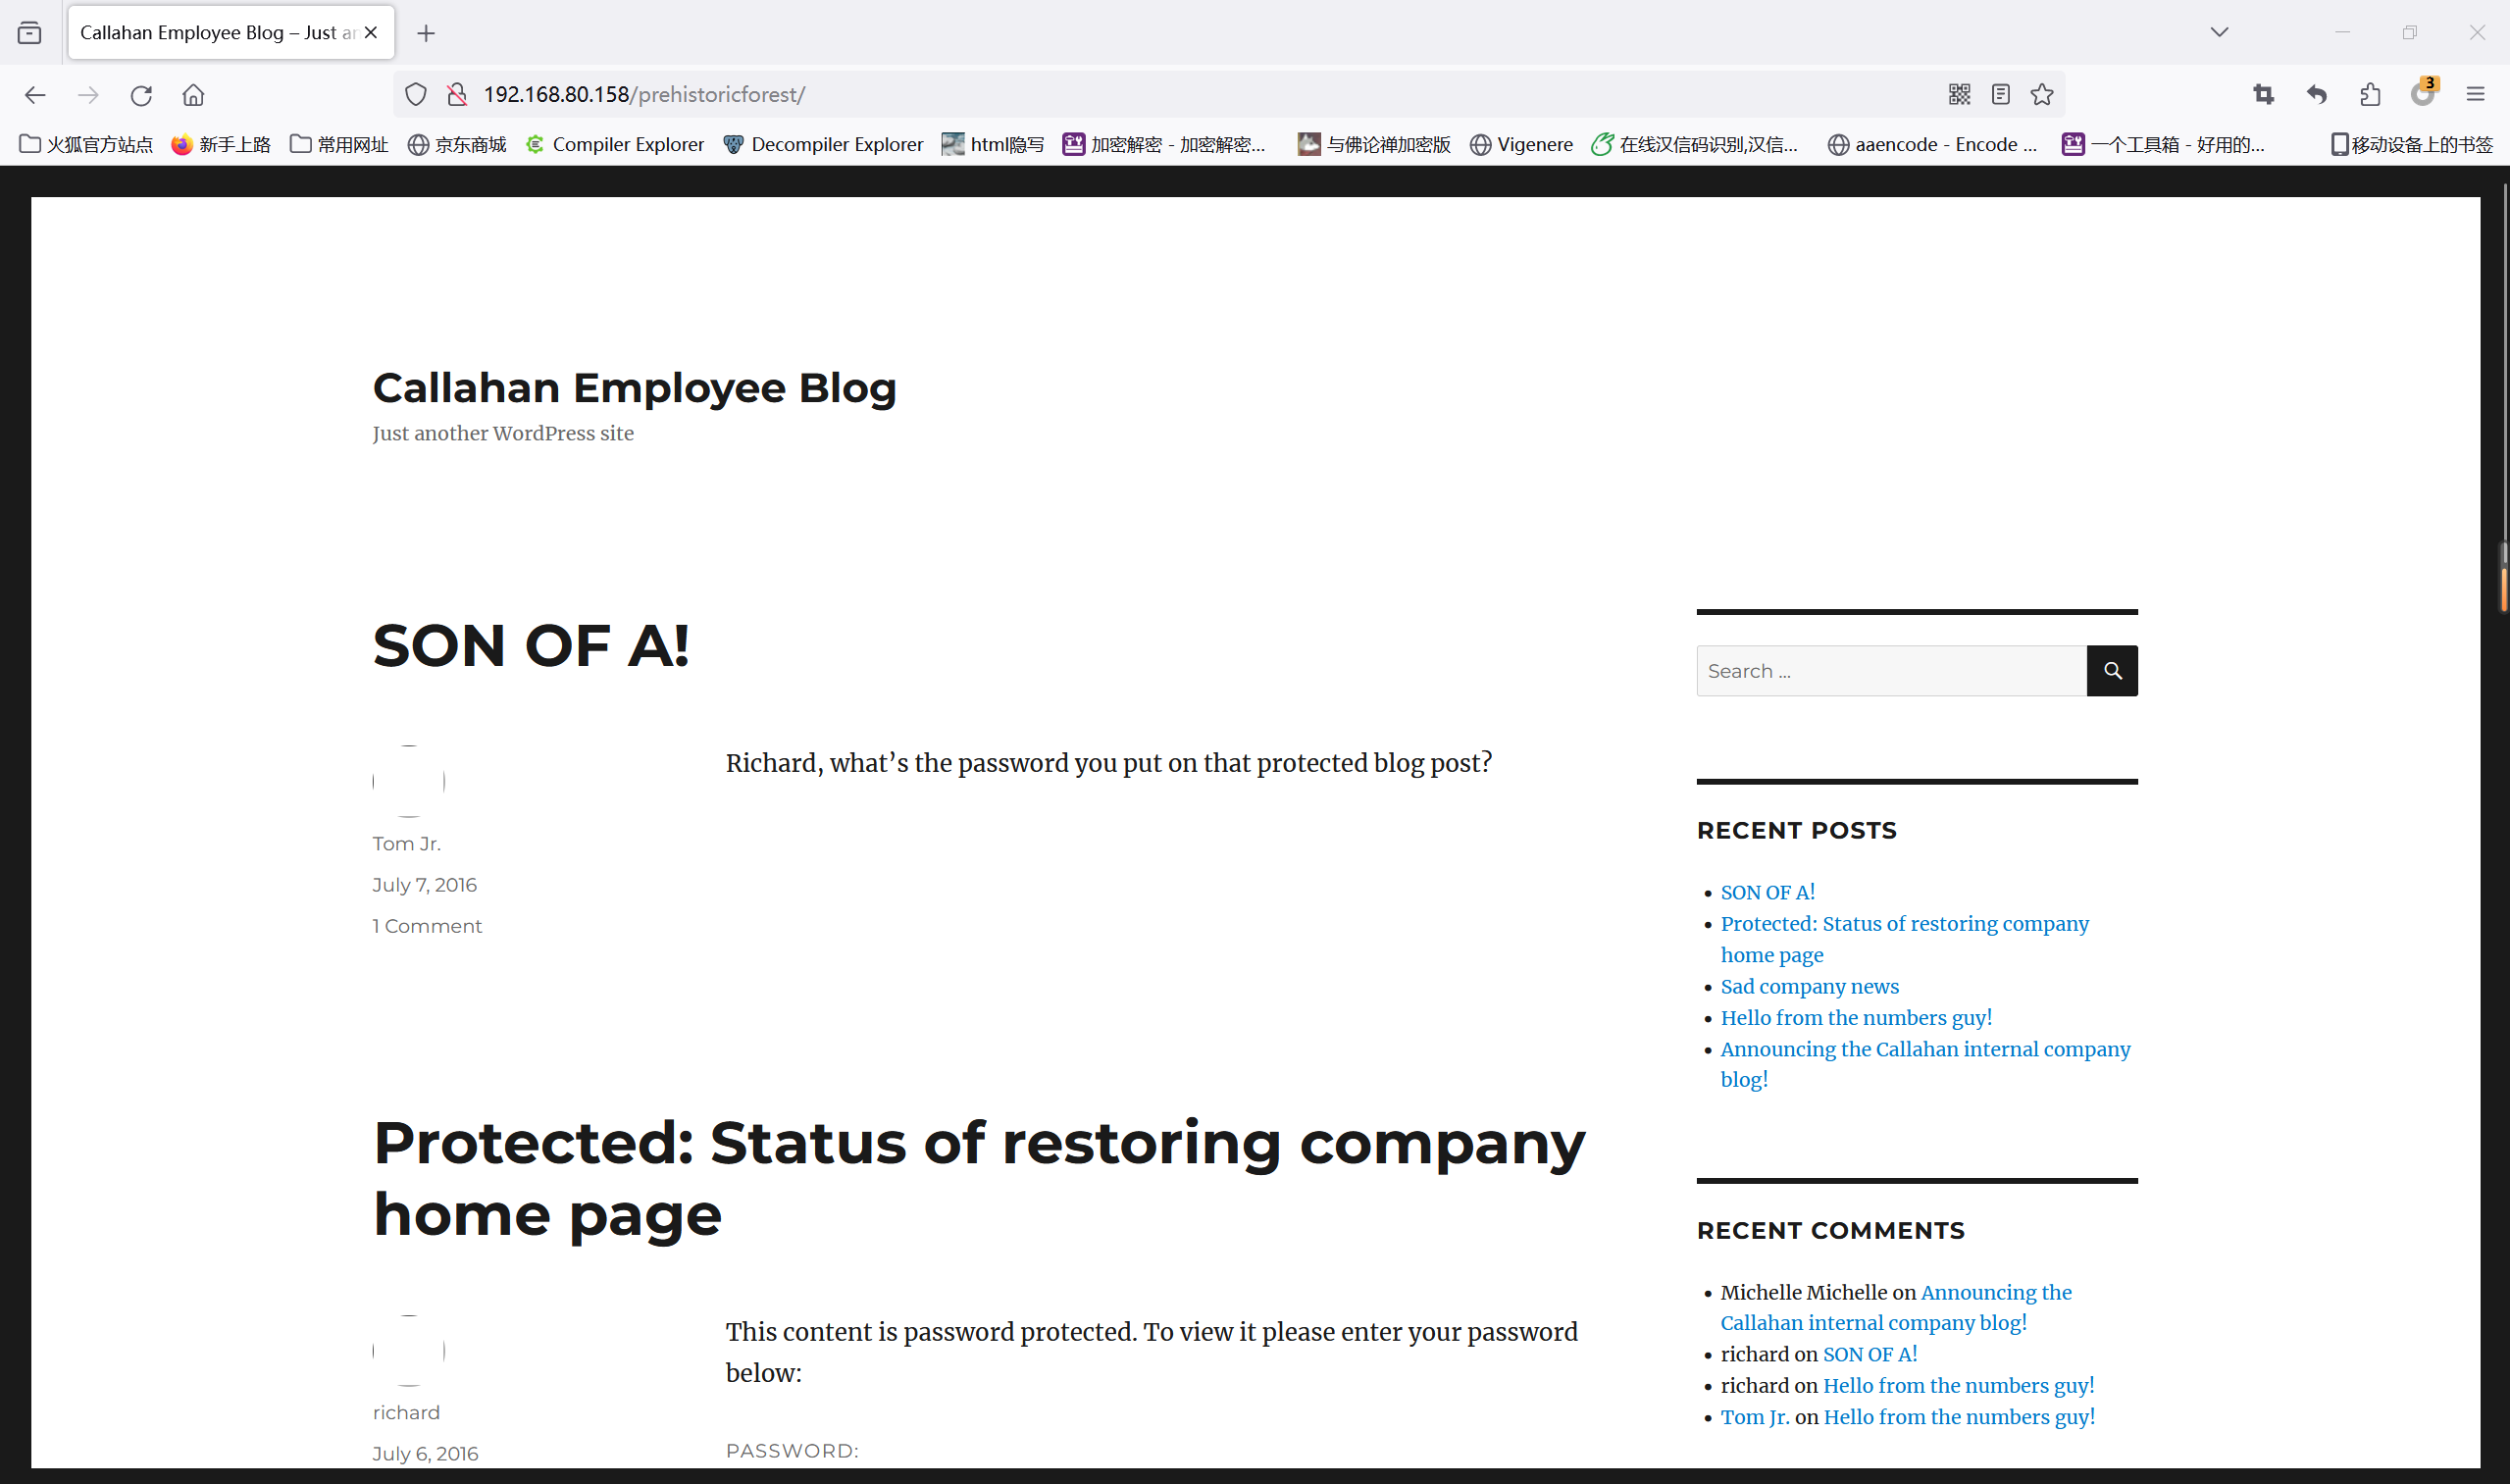 Callahan Employee Blog – Just an
192.168.80.158/prehistoricforest/
3
火狐官方站点 新手上路 常用网址 京东商城 Compiler Explorer Decompiler Explorer html隐写 加密解密 - 加密解密... 与佛论禅加密版 Vigenere 在线汉信码识别,汉信... aaencode - Encode ... 一个工具箱 - 好用的... 移动设备上的书签
Callahan Employee Blog
Just another WordPress site
SON OF A!
Richard, what’s the password you put on that protected blog post?
Tom Jr.
July 7, 2016
1 Comment
Protected: Status of restoring company
home page
This content is password protected. To view it please enter your password
below:
richard
July 6, 2016
PASSWORD:
Search ...
RECENT POSTS
SON OF A!
Protected: Status of restoring company
home page
Sad company news
Hello from the numbers guy!
Announcing the Callahan internal company
blog!
RECENT COMMENTS
Michelle Michelle on Announcing the
Callahan internal company blog!
richard on SON OF A!
richard on Hello from the numbers guy!
Tom Jr. on Hello from the numbers guy!